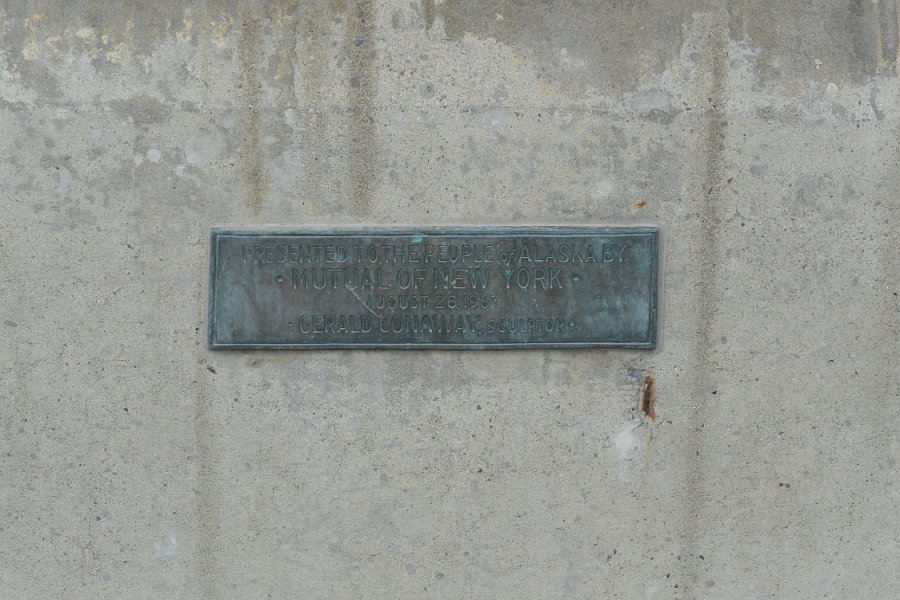 PRESENTED TO THE PEOPLE of ALASKA BY
· MUTUAL OF NEW YORK ·
AUGUST 26, 1967
· GERALD CONAWAY, SCULPTOR ·